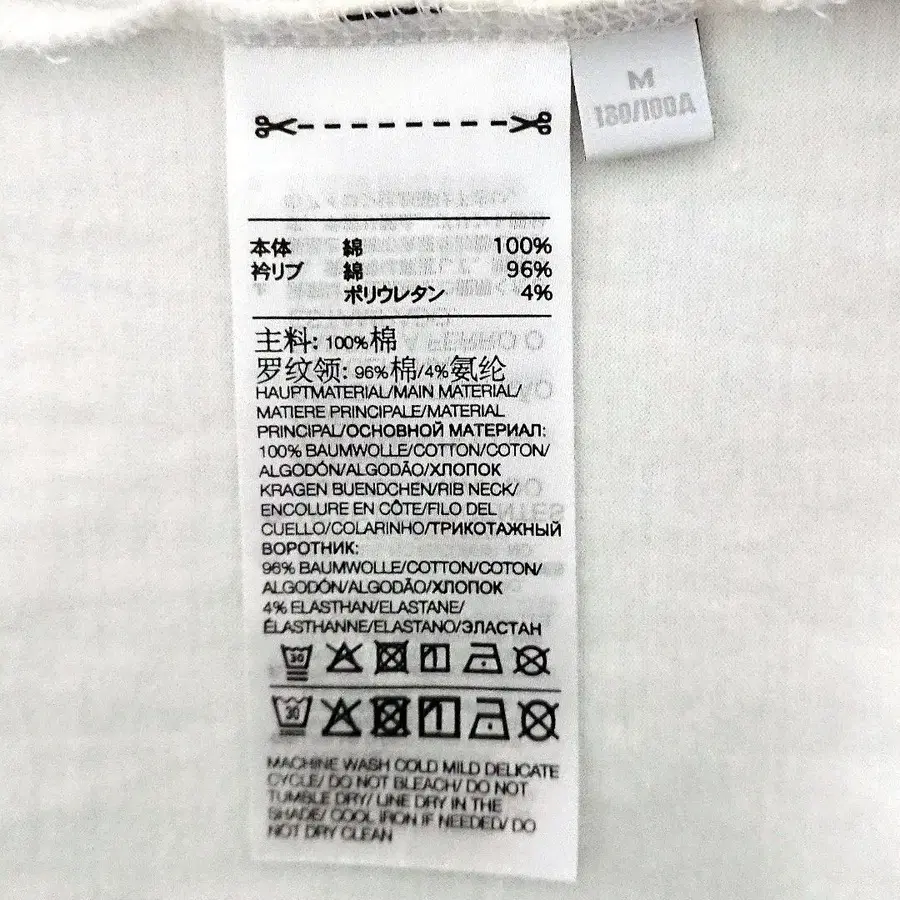 M
180/100A
本体 綿 100%
衿リブ 綿 96%
ポリウレタン 4%
主料: 100%棉
罗纹领: 96%棉/4%氨纶
HAUPTMATERIAL/MAIN MATERIAL/
MATIERE PRINCIPALE/MATERIAL
PRINCIPAL/ОСНОВНОЙ МАТЕРИАЛ:
100% BAUMWOLLE/COTTON/COTON/
ALGODÓN/ALGODÃO/ХЛОПОК
KRAGEN BUENDCHEN/RIB NECK/
ENCOLURE EN CÔTE/FILO DEL
CUELLO/COLARINHO/ТРИКОТАЖНЫЙ
ВОРОТНИК:
96% BAUMWOLLE/COTTON/COTON/
ALGODÓN/ALGODÃO/ХЛОПОК
4% ELASTHAN/ELASTANE/
ÉLASTHANNE/ELASTANO/ЭЛАСТАН
30
30
MACHINE WASH COLD MILD DELICATE
CYCLE/ DO NOT BLEACH/ DO NOT
TUMBLE DRY/ LINE DRY IN THE
SHADE/ COOL IRON IF NEEDED/ DO
NOT DRY CLEAN